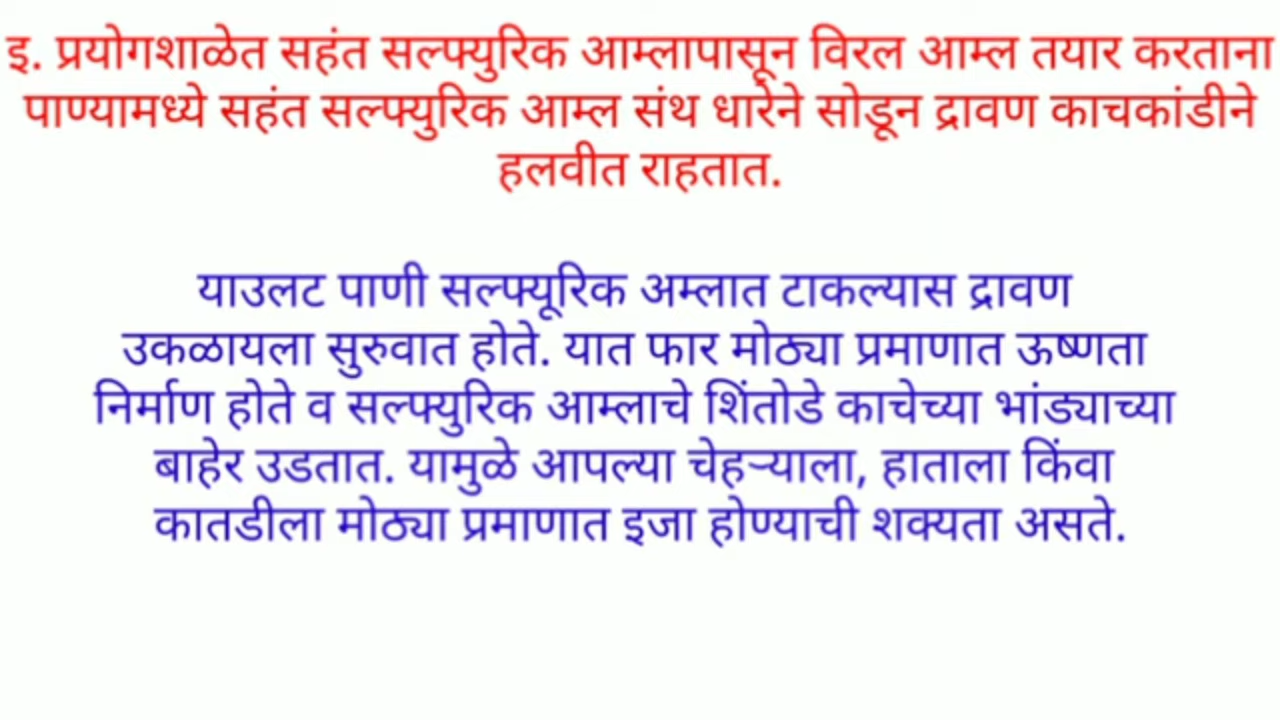 इ. प्रयोगशाळेत सहंत सल्फ्युरिक आम्लापासून विरल आम्ल तयार करताना
पाण्यामध्ये सहंत सल्फ्युरिक आम्ल संथ धारेने सोडून द्रावण काचकांडीने
हलवीत राहतात.
याउलट पाणी सल्फ्यूरिक अम्लात टाकल्यास द्रावण
उकळायला सुरुवात होते. यात फार मोठ्या प्रमाणात ऊष्णता
निर्माण होते व सल्फ्युरिक आम्लाचे शिंतोडे काचेच्या भांड्याच्या
बाहेर उडतात. यामुळे आपल्या चेहऱ्याला, हाताला किंवा
कातडीला मोठ्या प्रमाणात इजा होण्याची शक्यता असते.